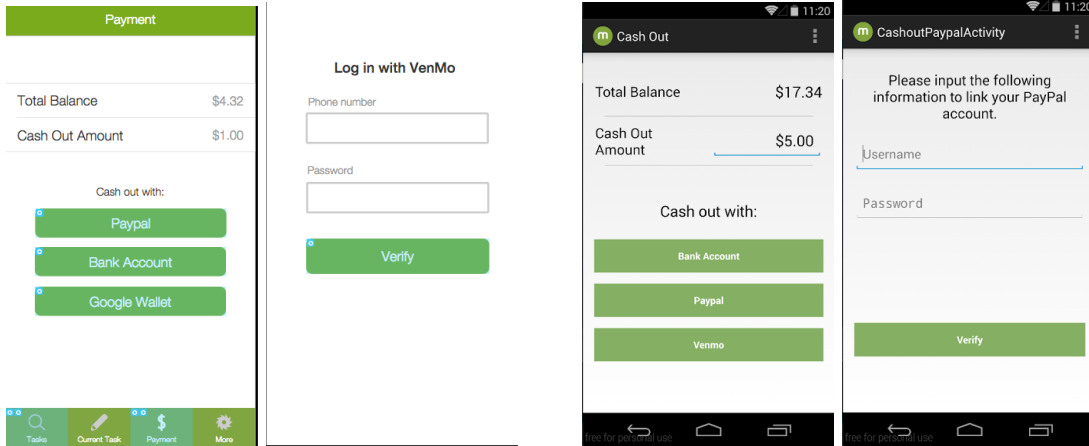 Payment
Total Balance $4.32
Cash Out Amount $1.00
Cash out with:
Paypal
Bank Account
Google Wallet
Tasks Current Task Payment More
Log in with VenMo
Phone number
Password
Verify
11:20
m Cash Out
Total Balance $17.34
Cash Out
Amount $5.00
Cash out with:
Bank Account
Paypal
Venmo
free for personal use
11:20
m CashoutPaypalActivity
Please input the following
information to link your PayPal
account.
Username
Password
Verify
free for personal use